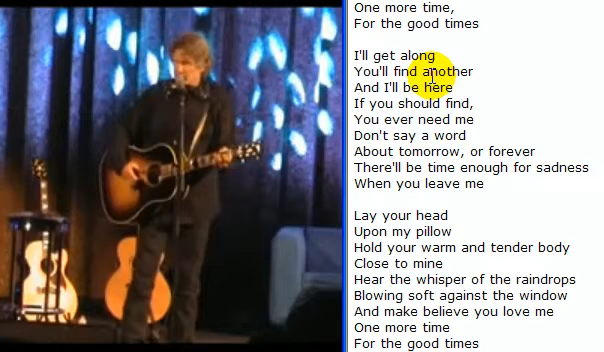 One more time,
For the good times
I'll get along
You'll find another
And I'll be here
If you should find,
You ever need me
Don't say a word
About tomorrow, or forever
There'll be time enough for sadness
When you leave me
Lay your head
Upon my pillow
Hold your warm and tender body
Close to mine
Hear the whisper of the raindrops
Blowing soft against the window
And make believe you love me
One more time
For the good times